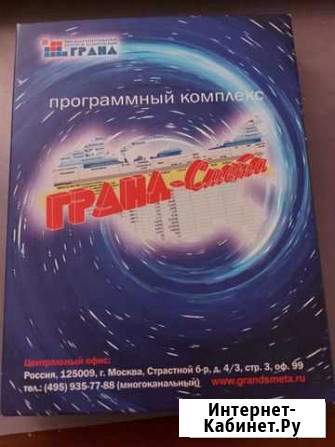 ГРАНД
программный комплекс
ГРАНД-Смета
Центральный офис:
Россия, 125009, г. Москва, Страстной б-р, д. 4/3, стр. 3, оф. 99
тел.: (495) 935-77-88 (многоканальный) www.grandsmeta.ru
Интернет-
Кабинет.Ру